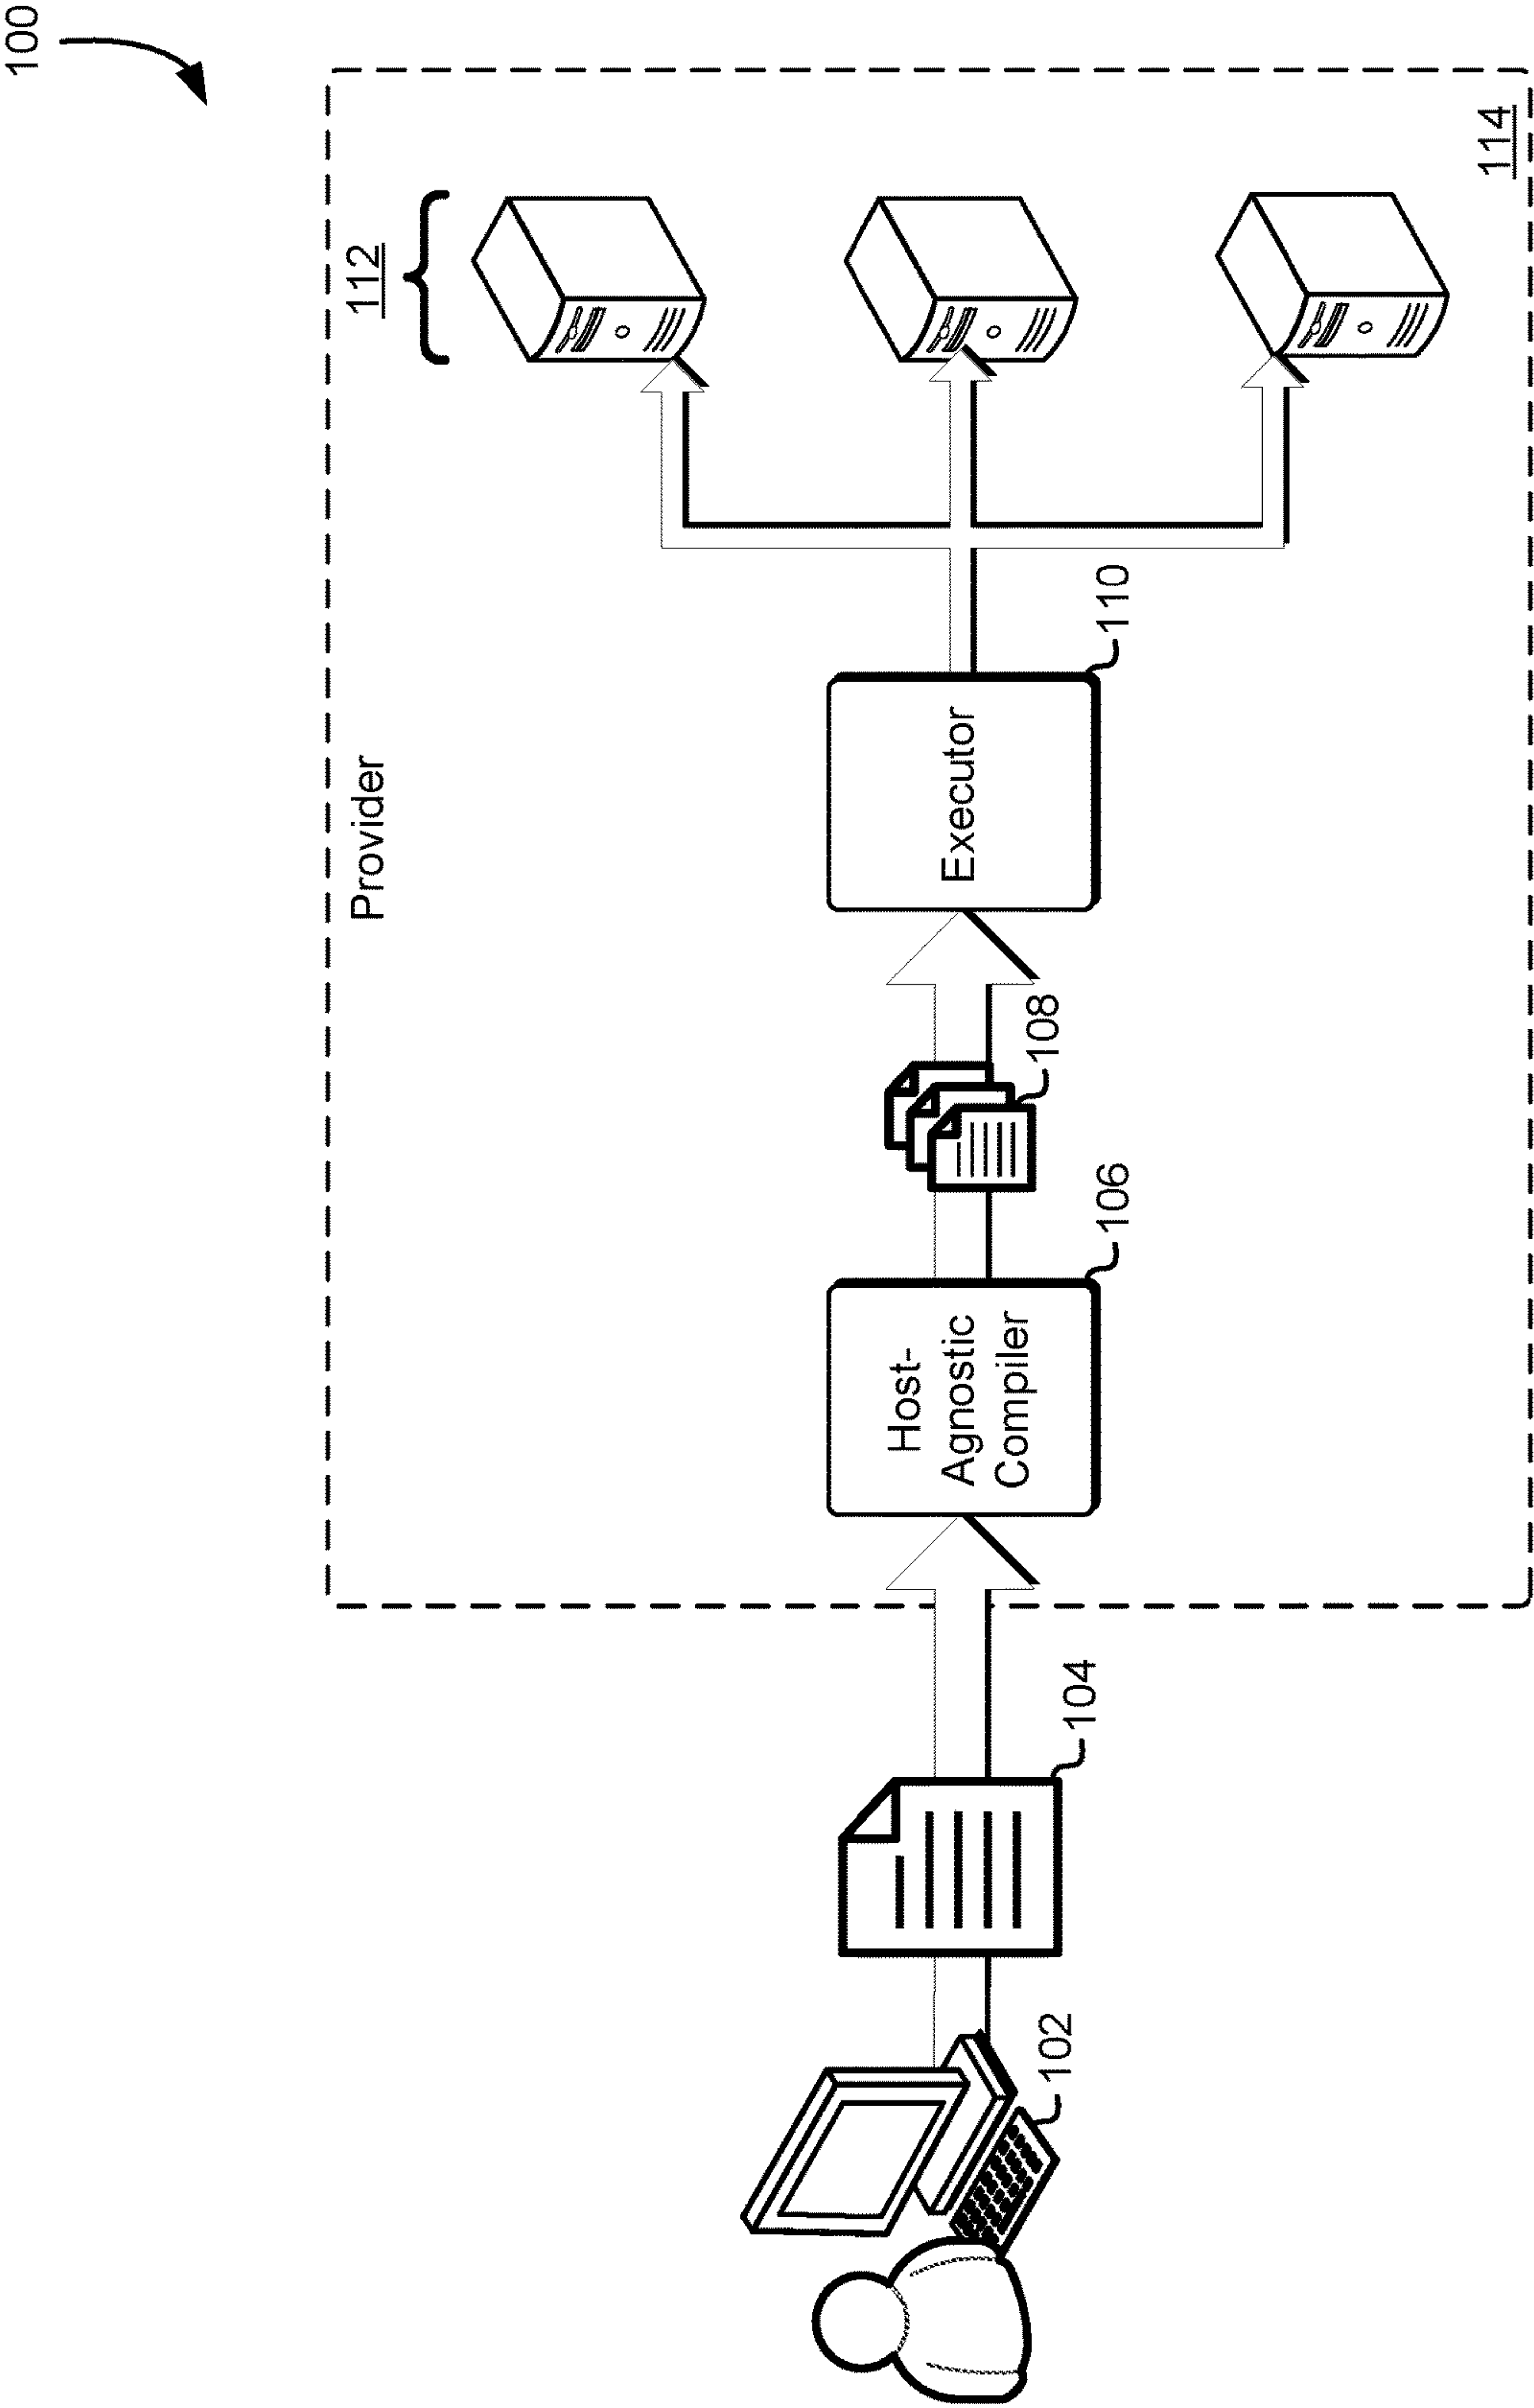 100
Provider
112
Host-
Agnostic
Compiler
Executor
102
104
106
108
110
114